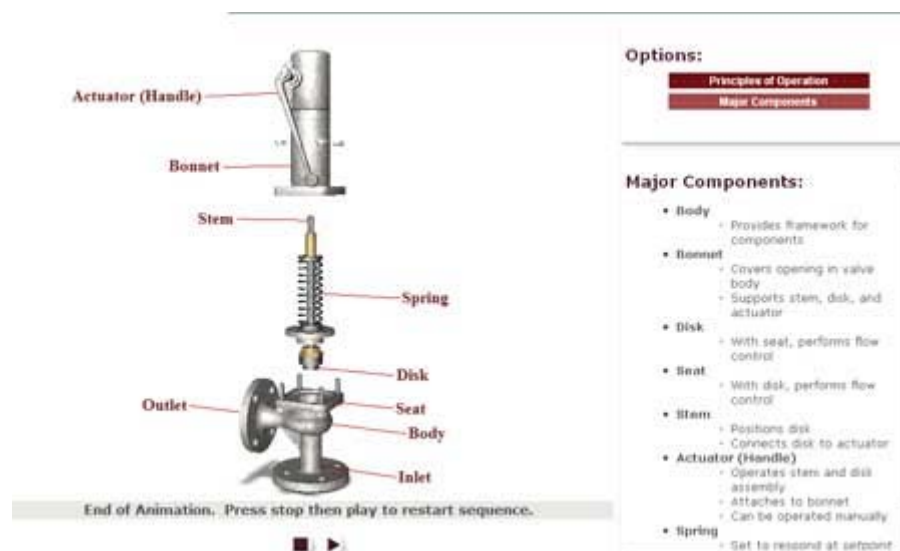 Actuator (Handle)
Bonnet
Stem
Spring
Disk
Outlet
Seat
Body
Inlet
End of Animation. Press stop then play to restart sequence.
Options:
Principles of Operation
Major Components
Major Components:
• Body
◦ Provides framework for
components
• Bonnet
◦ Covers opening in valve
body
◦ Supports stem, disk, and
actuator
• Disk
◦ With seat, performs flow
control
• Seat
◦ With disk, performs flow
control
• Stem
◦ Positions disk
◦ Connects disk to actuator
• Actuator (Handle)
◦ Operates stem and disk
assembly
◦ Attaches to bonnet
◦ Can be operated manually
• Spring
◦ Set to respond at setpoint